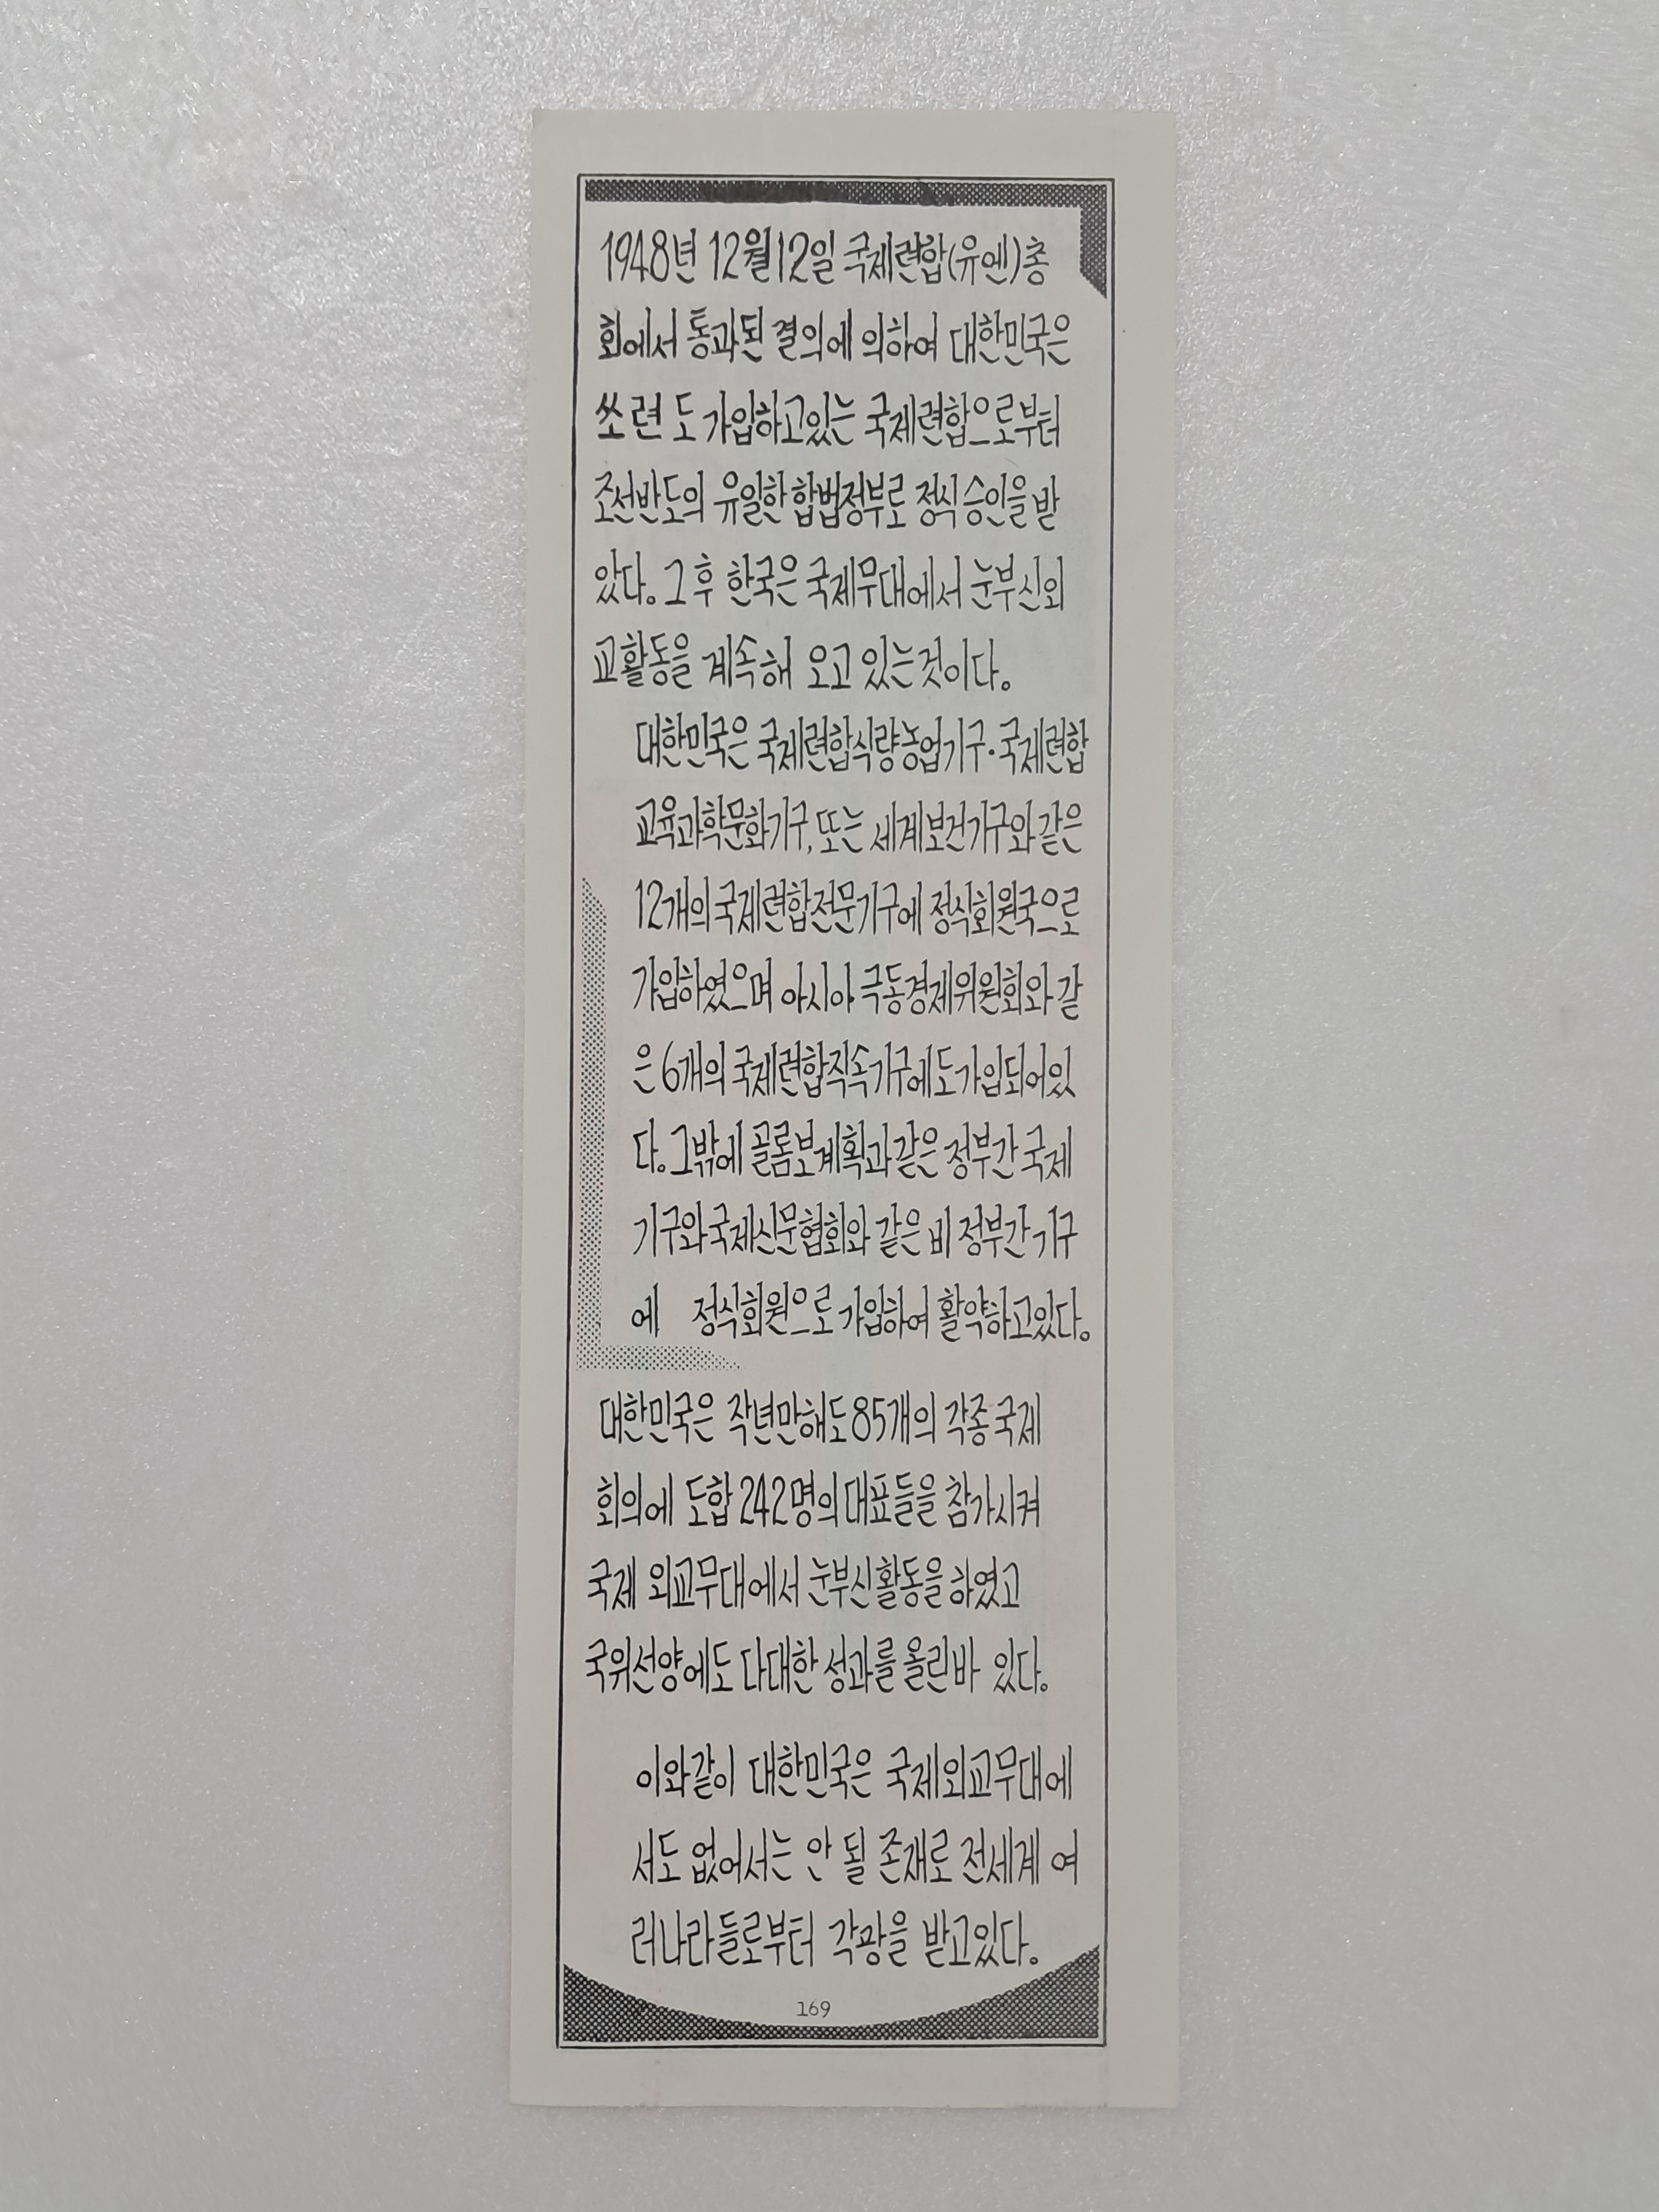 1948년 12월12일 국제련합(유엔)총
회에서 통과된 결의에 의하여 대한민국은
쏘련도 가입하고있는 국제련합으로부터
조선반도의 유일한 합법정부로 정식승인을 받
았다. 그후 한국은 국제무대에서 눈부신외
교활동을 계속해 오고 있는것이다.
대한민국은 국제련합식량농업기구·국제련합
교육과학문화기구, 또는 세계보건기구와같은
12개의 국제련합전문기구에 정식회원국으로
가입하였으며 아시아 극동경제위원회와 같
은 6개의 국제련합직속기구에도가입되어있
다. 그밖에 골롬보계획과같은 정부간 국제
기구와국제신문협회와 같은 비 정부간 기구
에 정식회원으로 가입하여 활약하고있다.
대한민국은 작년만해도 85개의 각종국제
회의에 도합 242명의 대표들을 참가시켜
국제 외교무대에서 눈부신활동을 하였고
국위선양에도 다대한 성과를 올린바 있다.
이와같이 대한민국은 국제외교무대에
서도 없어서는 안 될 존재로 전세계 여
러나라들로부터 각광을 받고있다.
169